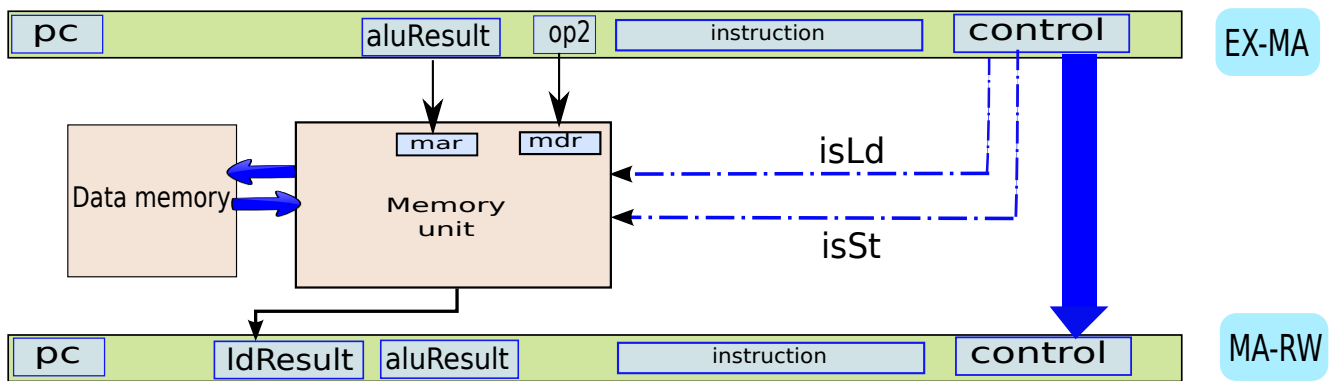 pc
aluResult
op2
instruction
control
EX-MA
mar
mdr
isLd
Data memory
Memory
unit
isSt
pc
ldResult
aluResult
instruction
control
MA-RW